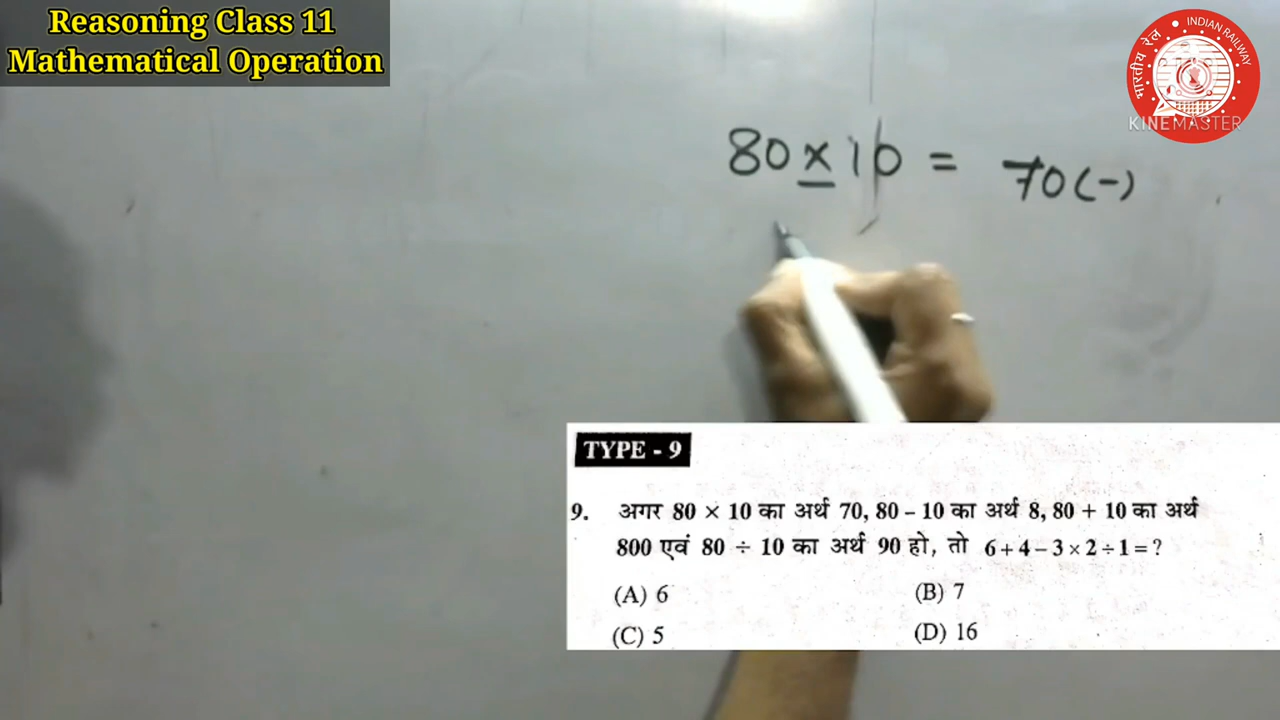 Reasoning Class 11
Mathematical Operation
भारतीय रेल
INDIAN RAILWAY
KINEMASTER
80 × 10 = 70 (-)
TYPE - 9
9. अगर 80 × 10 का अर्थ 70, 80 – 10 का अर्थ 8, 80 + 10 का अर्थ
800 एवं 80 ÷ 10 का अर्थ 90 हो, तो 6 + 4 – 3 × 2 ÷ 1 = ?
(A) 6 (B) 7
(C) 5 (D) 16